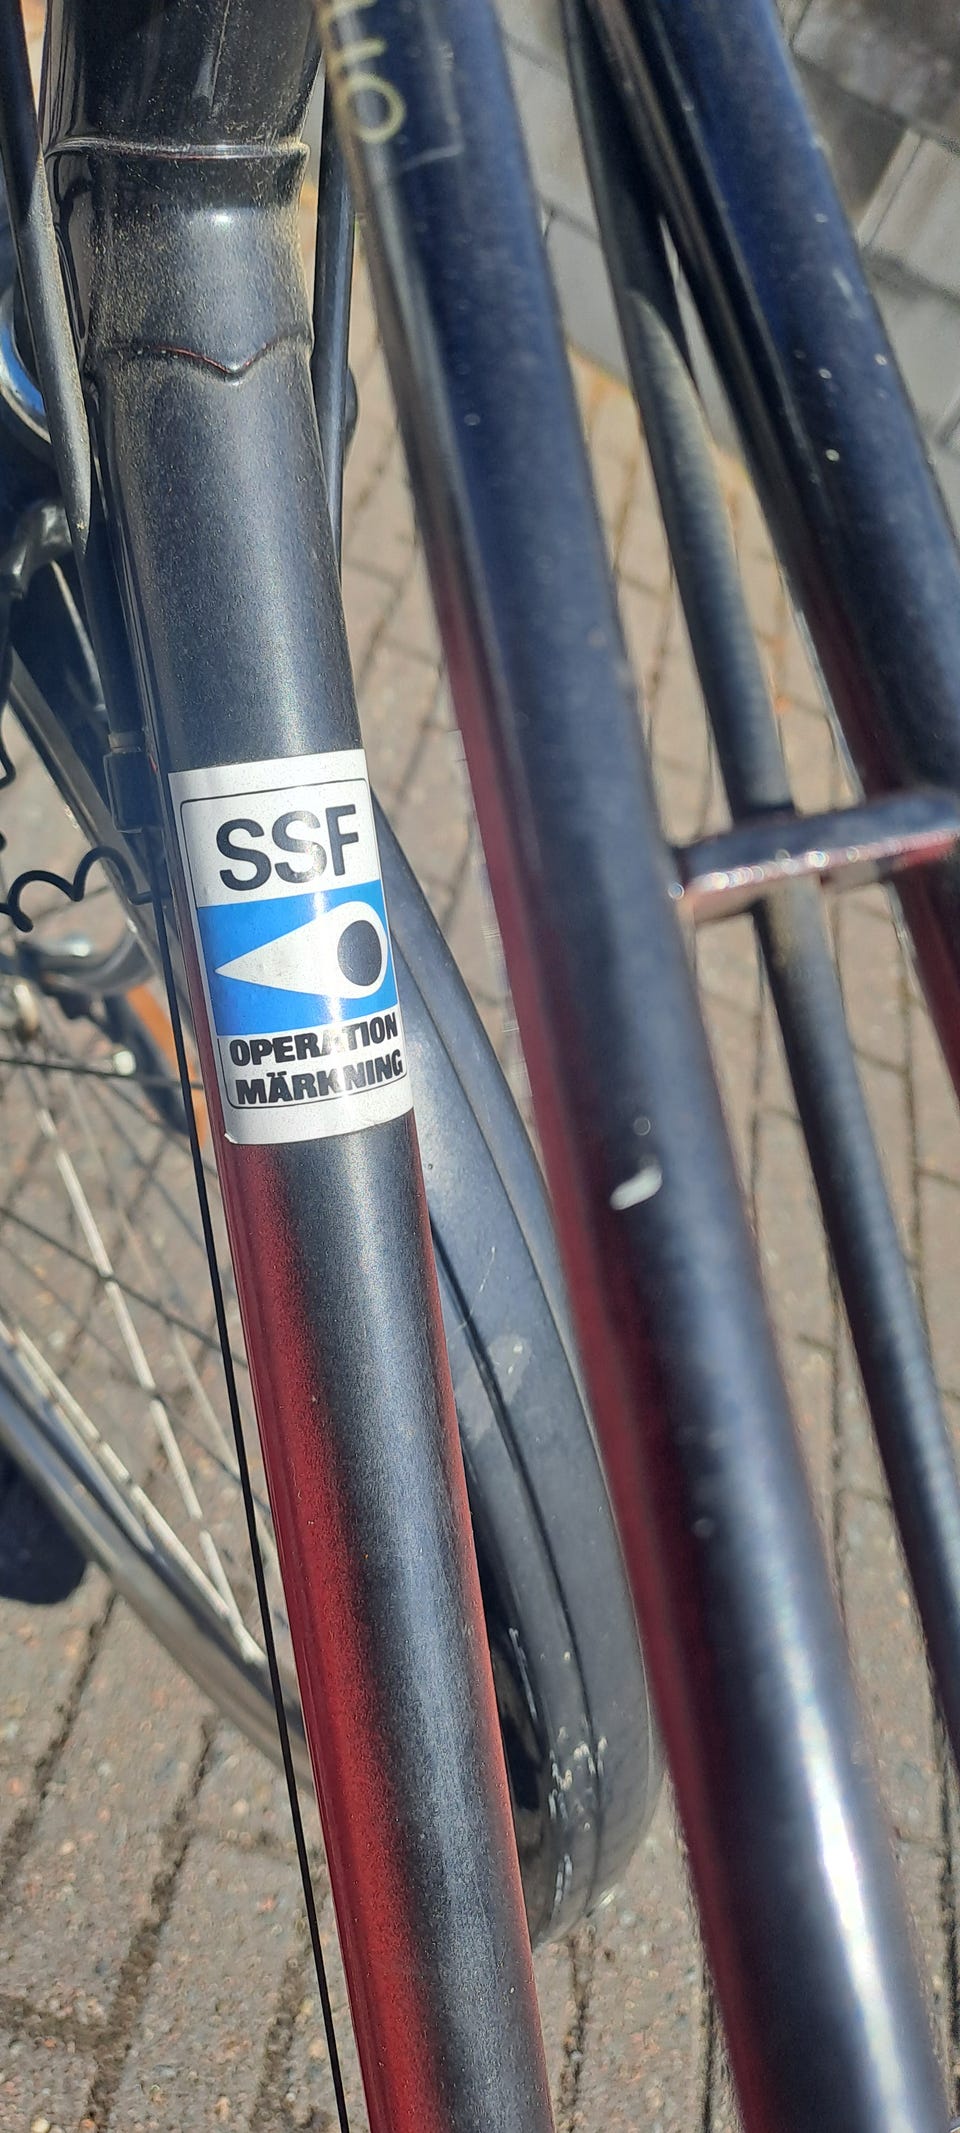 SSF
OPERATION
MÄRKNING